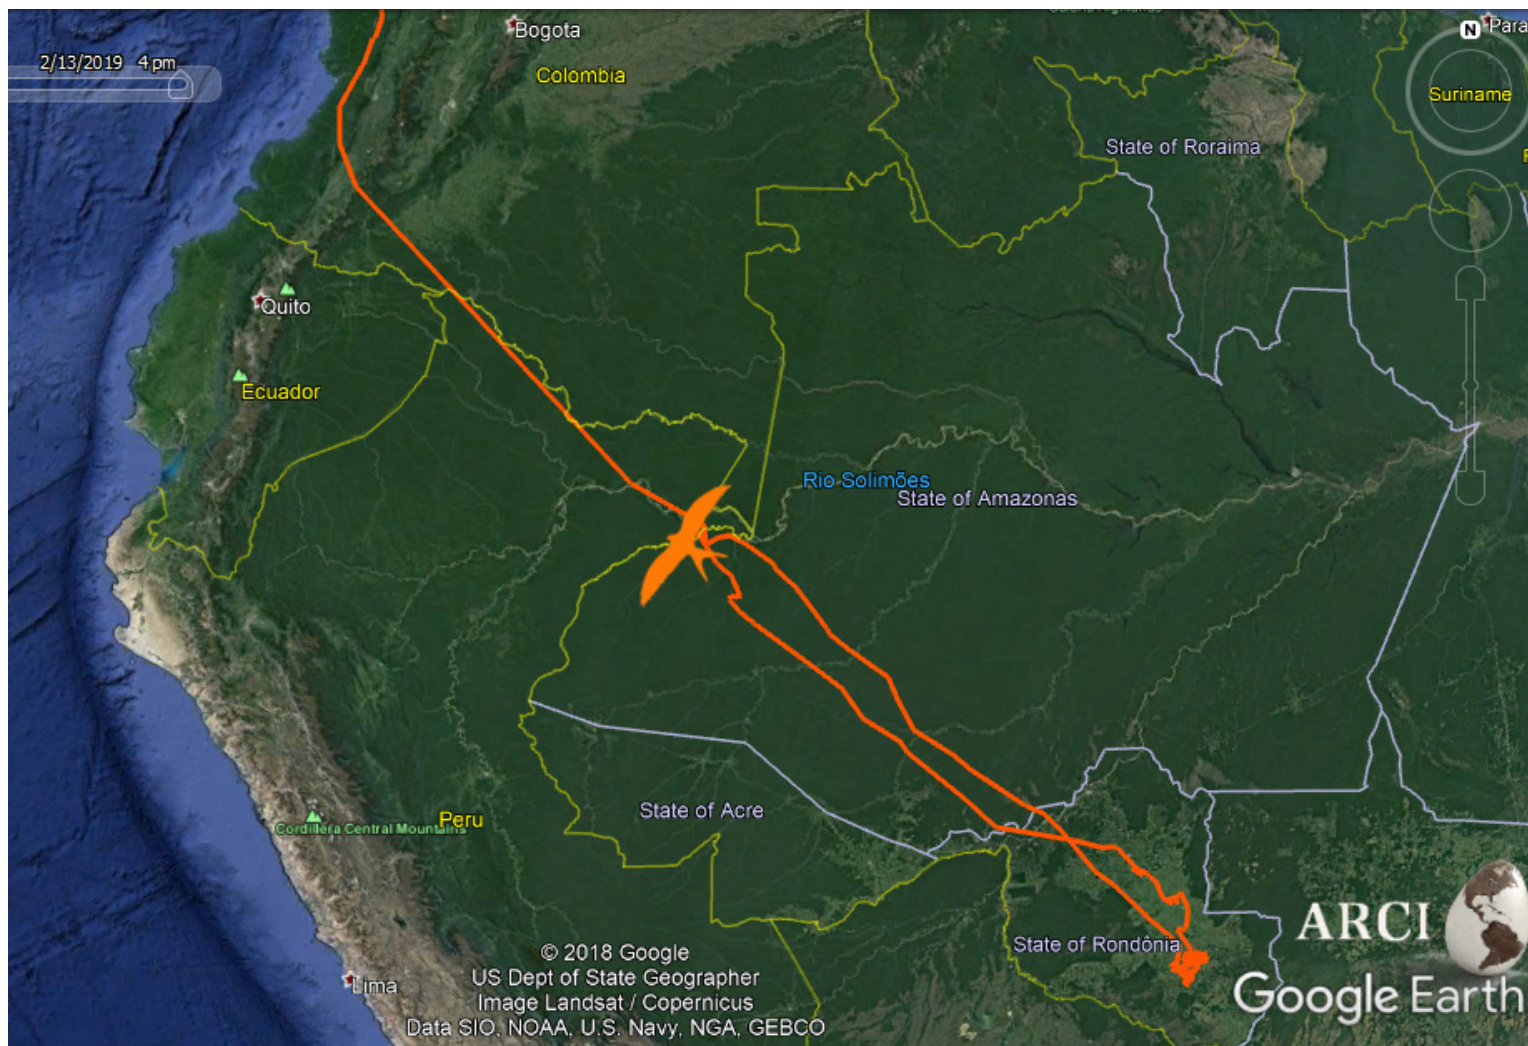 Bogota
N
Para
2/13/2019 4 pm
Colombia
Suriname
State of Roraima
Quito
Ecuador
Rio Solimões
State of Amazonas
State of Acre
Peru
Cordillera Central Mountains
ARCI
State of Rondônia
© 2018 Google
US Dept of State Geographer
Lima
Image Landsat / Copernicus
Google Earth
Data SIO, NOAA, U.S. Navy, NGA, GEBCO